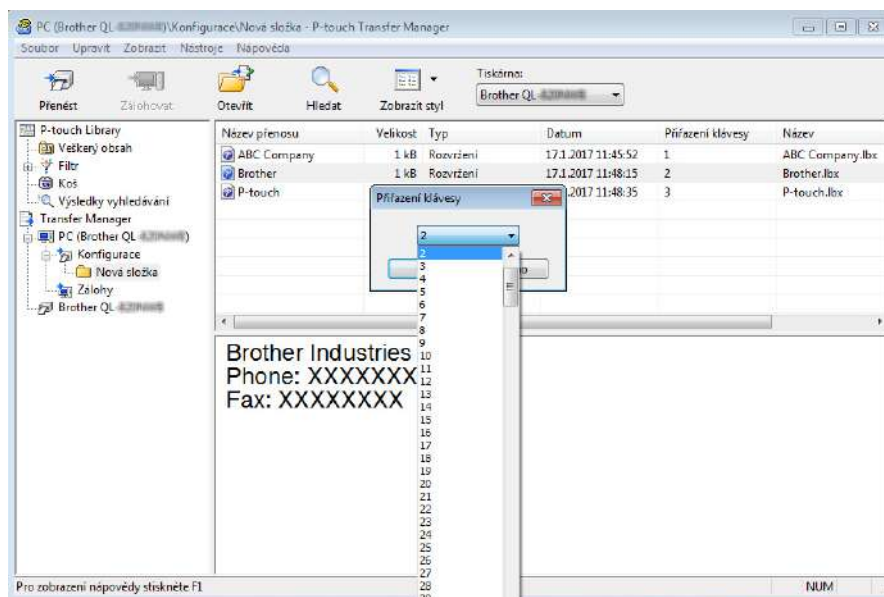 PC (Brother QL- )\Konfigurace\Nová složka - P-touch Transfer Manager
Soubor Upravit Zobrazit Nástroje Nápověda
Přenést Zálohovat Otevřít Hledat Zobrazit styl
Tiskárna:
Brother QL-
P-touch Library
Veškerý obsah
Filtr
Koš
Výsledky vyhledávání
Transfer Manager
PC (Brother QL- )
Konfigurace
Nová složka
Zálohy
Brother QL-
Název přenosu Velikost Typ Datum Přiřazení klávesy Název
ABC Company 1 kB Rozvržení 17.1.2017 11:45:52 1 ABC Company.lbx
Brother 1 kB Rozvržení 17.1.2017 11:48:15 2 Brother.lbx
P-touch .1.2017 11:48:35 3 P-touch.lbx
Přiřazení klávesy
2
2
3
4
5
6
7
8
9
10
11
12
13
14
15
16
17
18
19
20
21
22
23
24
25
26
27
28
Brother Industries
Phone: XXXXXXX
Fax: XXXXXXXX
Pro zobrazení nápovědy stiskněte F1
NUM